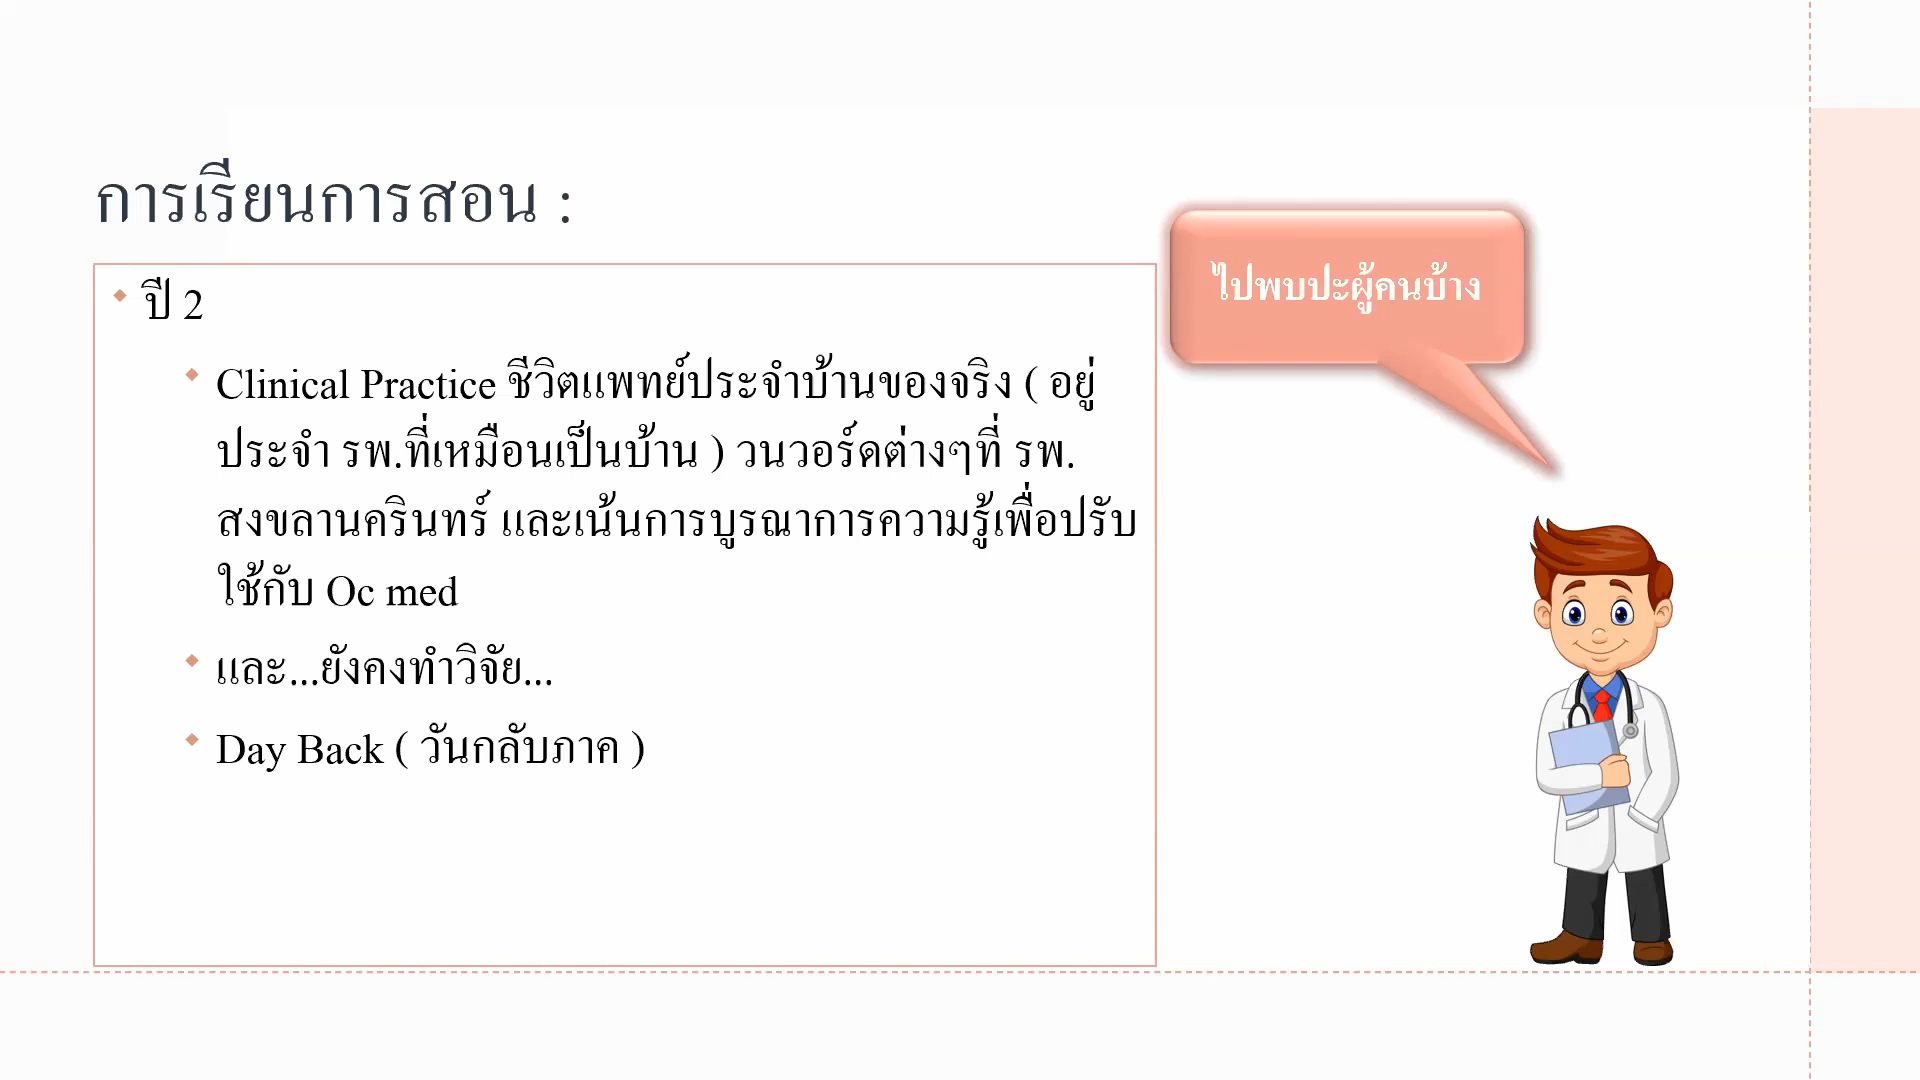 การเรียนการสอน :
ไปพบปะผู้คนบ้าง
ปี 2
Clinical Practice ชีวิตแพทย์ประจำบ้านของจริง ( อยู่
ประจำ รพ.ที่เหมือนเป็นบ้าน ) วนวอร์ดต่างๆที่ รพ.
สงขลานครินทร์ และเน้นการบูรณาการความรู้เพื่อปรับ
ใช้กับ Oc med
และ...ยังคงทำวิจัย...
Day Back ( วันกลับภาค )